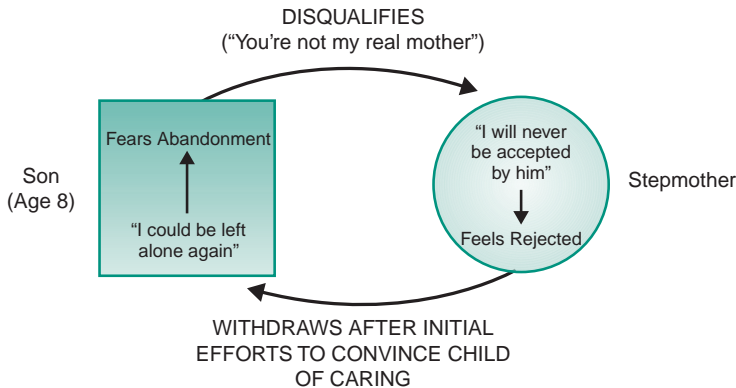 DISQUALIFIES
(“You’re not my real mother”)
Son
(Age 8)
Fears Abandonment
“I could be left
alone again”
“I will never
be accepted
by him”
Feels Rejected
Stepmother
WITHDRAWS AFTER INITIAL
EFFORTS TO CONVINCE CHILD
OF CARING